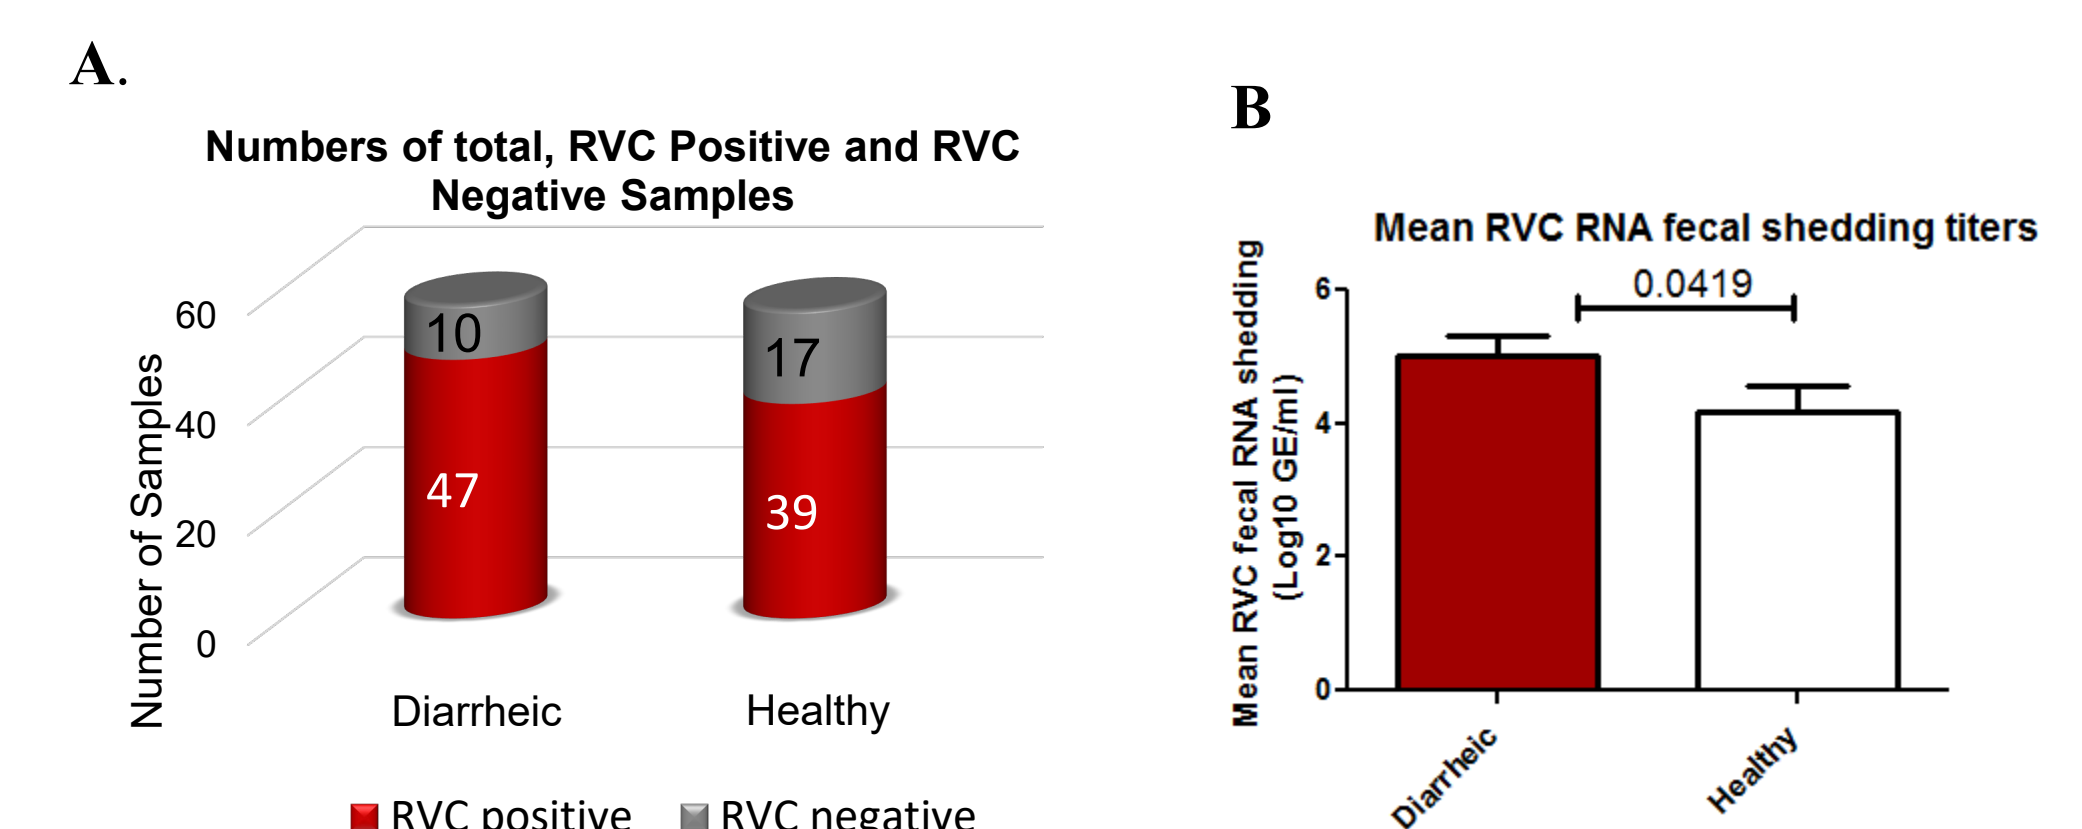 A.
Numbers of total, RVC Positive and RVC
Negative Samples
Number of Samples
60
40
20
0
10
47
17
39
Diarrheic
Healthy
RVC positive
RVC negative
B
Mean RVC RNA fecal shedding titers
0.0419
Mean RVC fecal RNA shedding
(Log10 GE/ml)
6
4
2
0
Diarrheic
Healthy